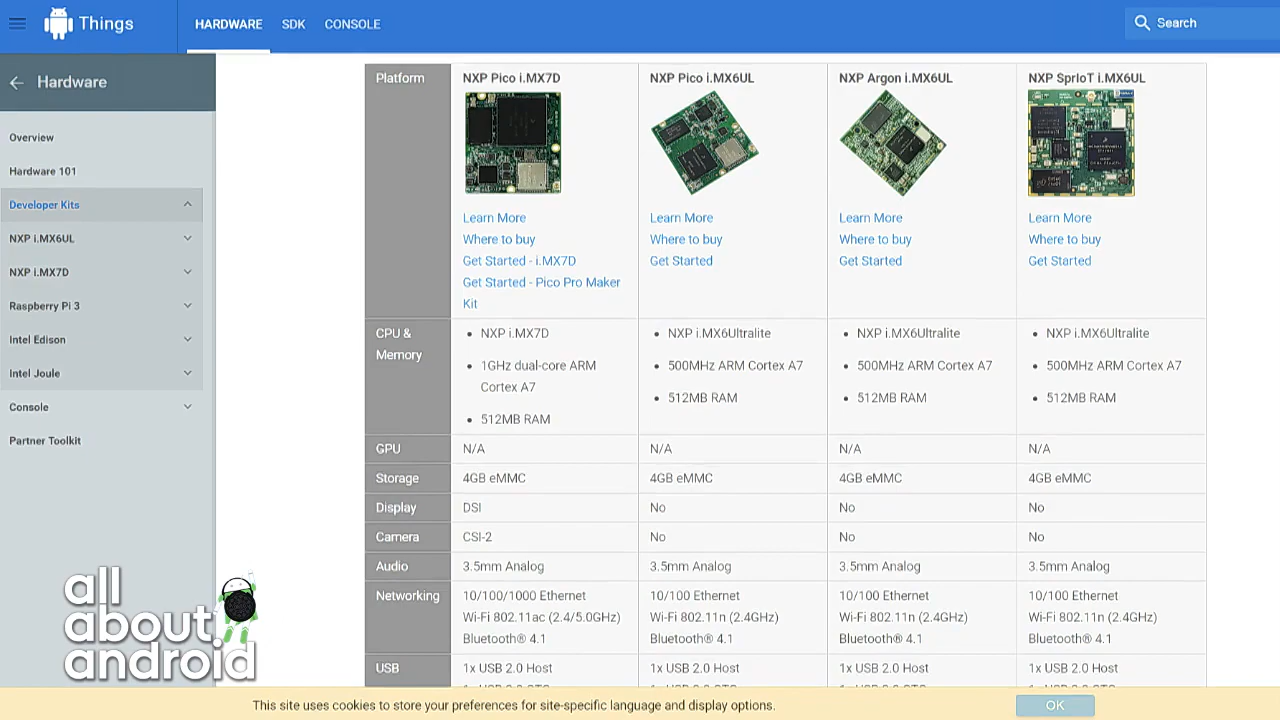 Things
HARDWARE
SDK
CONSOLE
Search
Hardware
Overview
Hardware 101
Developer Kits
NXP i.MX6UL
NXP i.MX7D
Raspberry Pi 3
Intel Edison
Intel Joule
Console
Partner Toolkit
Platform
NXP Pico i.MX7D
NXP Pico i.MX6UL
NXP Argon i.MX6UL
NXP SprIoT i.MX6UL
Learn More
Where to buy
Get Started - i.MX7D
Get Started - Pico Pro Maker
Kit
Learn More
Where to buy
Get Started
Learn More
Where to buy
Get Started
Learn More
Where to buy
Get Started
CPU &
Memory
• NXP i.MX7D
• 1GHz dual-core ARM
Cortex A7
• 512MB RAM
• NXP i.MX6Ultralite
• 500MHz ARM Cortex A7
• 512MB RAM
• NXP i.MX6Ultralite
• 500MHz ARM Cortex A7
• 512MB RAM
• NXP i.MX6Ultralite
• 500MHz ARM Cortex A7
• 512MB RAM
GPU
N/A
N/A
N/A
N/A
Storage
4GB eMMC
4GB eMMC
4GB eMMC
4GB eMMC
Display
DSI
No
No
No
Camera
CSI-2
No
No
No
Audio
3.5mm Analog
3.5mm Analog
3.5mm Analog
3.5mm Analog
Networking
10/100/1000 Ethernet
Wi-Fi 802.11ac (2.4/5.0GHz)
Bluetooth® 4.1
10/100 Ethernet
Wi-Fi 802.11n (2.4GHz)
Bluetooth® 4.1
10/100 Ethernet
Wi-Fi 802.11n (2.4GHz)
Bluetooth® 4.1
10/100 Ethernet
Wi-Fi 802.11n (2.4GHz)
Bluetooth® 4.1
USB
1x USB 2.0 Host
1x USB 2.0 Host
1x USB 2.0 Host
1x USB 2.0 Host
all
about
android
This site uses cookies to store your preferences for site-specific language and display options.
OK